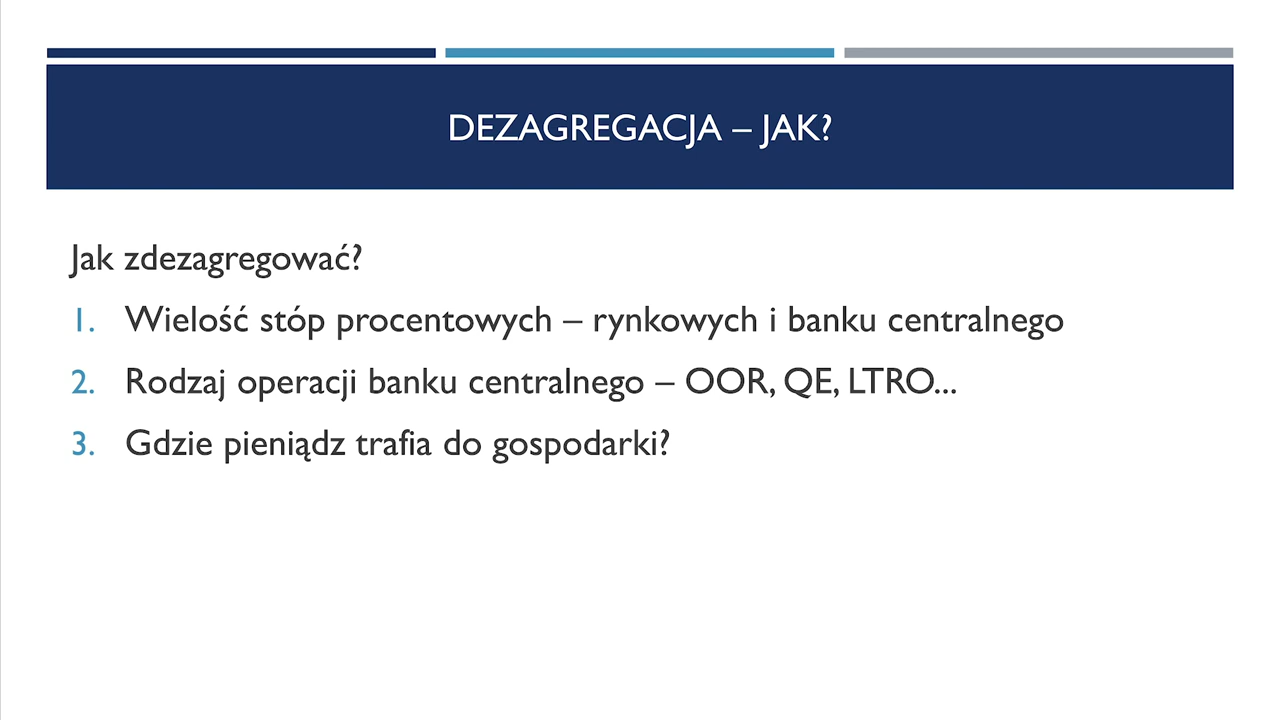 DEZAGREGACJA – JAK?
Jak zdezagregować?
1. Wielość stóp procentowych – rynkowych i banku centralnego
2. Rodzaj operacji banku centralnego – OOR, QE, LTRO...
3. Gdzie pieniądz trafia do gospodarki?